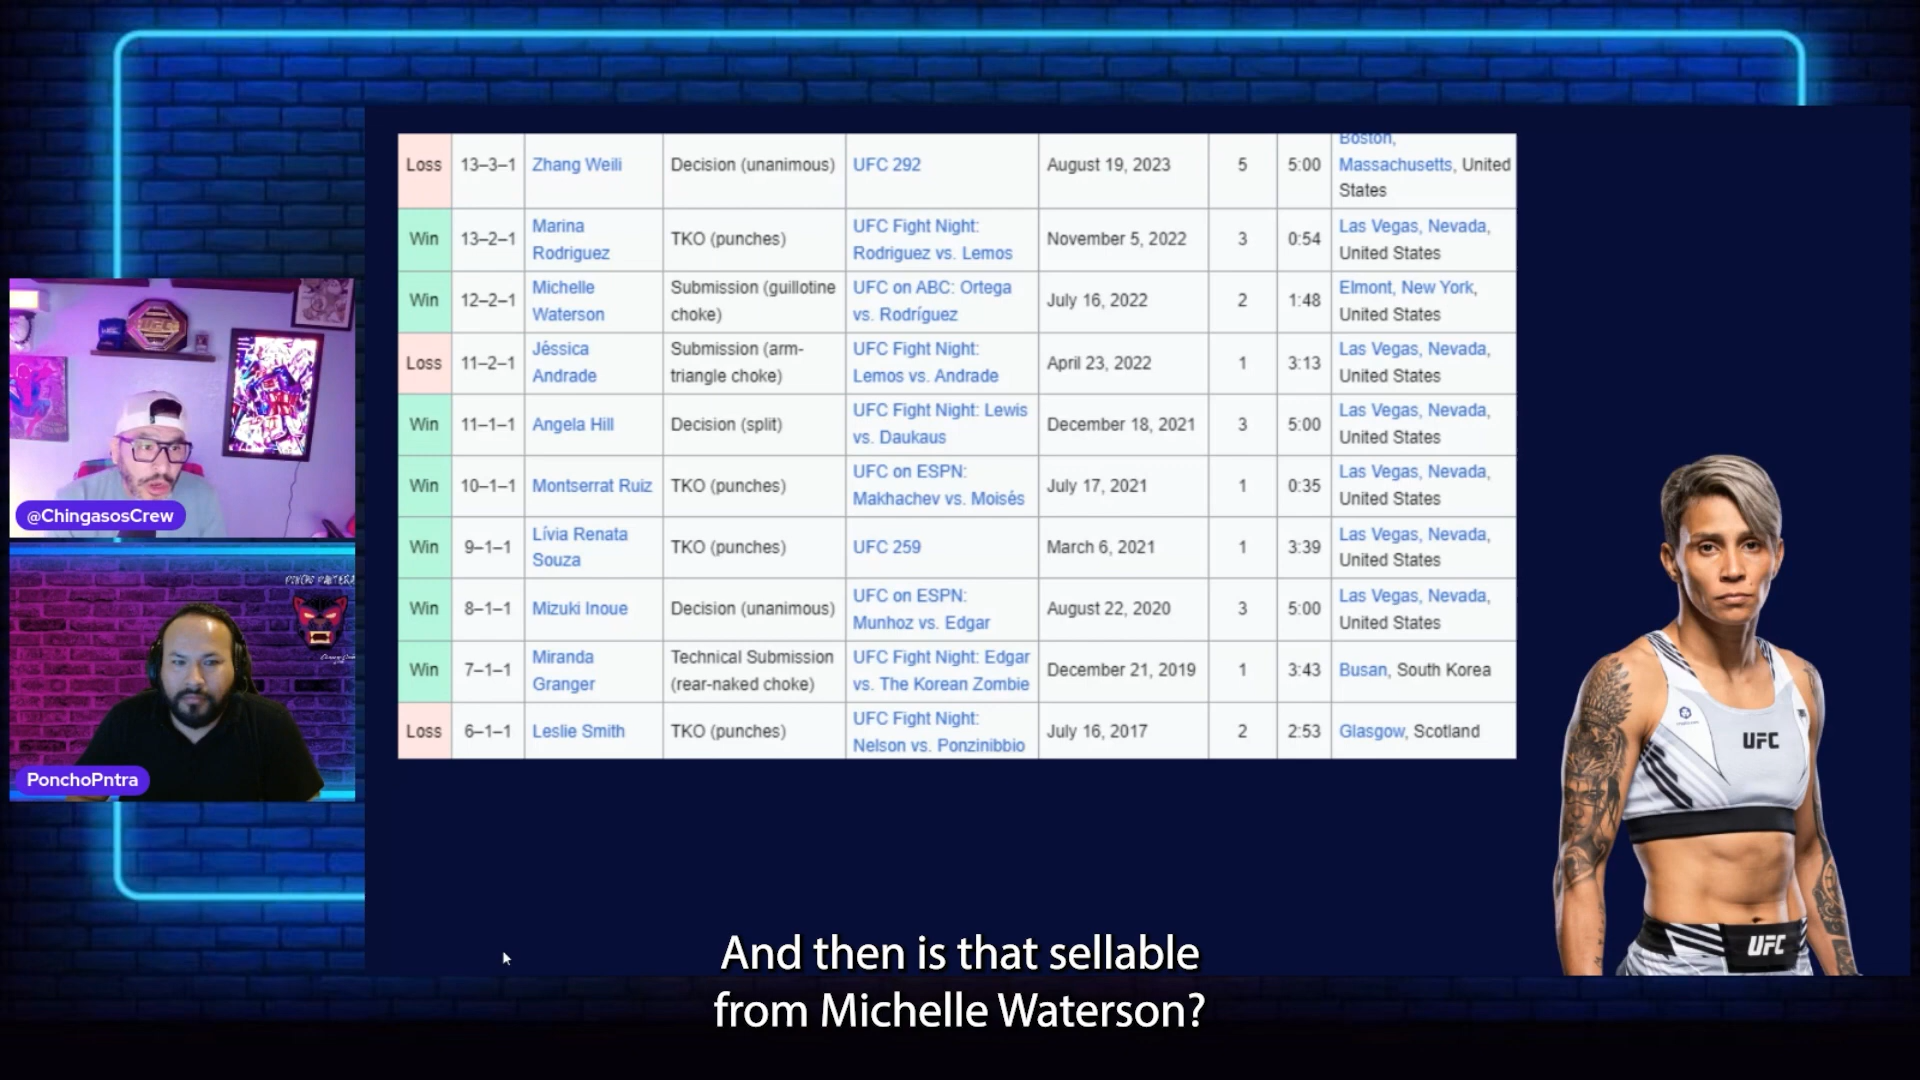 Boston,
Loss 13–3–1 Zhang Weili Decision (unanimous) UFC 292 August 19, 2023 5 5:00 Massachusetts, United
States
Win 13–2–1 Marina Rodriguez TKO (punches) UFC Fight Night: Rodriguez vs. Lemos November 5, 2022 3 0:54 Las Vegas, Nevada, United States
Win 12–2–1 Michelle Waterson Submission (guillotine choke) UFC on ABC: Ortega vs. Rodríguez July 16, 2022 2 1:48 Elmont, New York, United States
Loss 11–2–1 Jéssica Andrade Submission (arm-triangle choke) UFC Fight Night: Lemos vs. Andrade April 23, 2022 1 3:13 Las Vegas, Nevada, United States
Win 11–1–1 Angela Hill Decision (split) UFC Fight Night: Lewis vs. Daukaus December 18, 2021 3 5:00 Las Vegas, Nevada, United States
Win 10–1–1 Montserrat Ruiz TKO (punches) UFC on ESPN: Makhachev vs. Moisés July 17, 2021 1 0:35 Las Vegas, Nevada, United States
Win 9–1–1 Lívia Renata Souza TKO (punches) UFC 259 March 6, 2021 1 3:39 Las Vegas, Nevada, United States
Win 8–1–1 Mizuki Inoue Decision (unanimous) UFC on ESPN: Munhoz vs. Edgar August 22, 2020 3 5:00 Las Vegas, Nevada, United States
Win 7–1–1 Miranda Granger Technical Submission (rear-naked choke) UFC Fight Night: Edgar vs. The Korean Zombie December 21, 2019 1 3:43 Busan, South Korea
Loss 6–1–1 Leslie Smith TKO (punches) UFC Fight Night: Nelson vs. Ponzinibbio July 16, 2017 2 2:53 Glasgow, Scotland
@ChingasosCrew
PONCHO PANTERA
PonchoPntra
UFC
UFC
And then is that sellable
from Michelle Waterson?